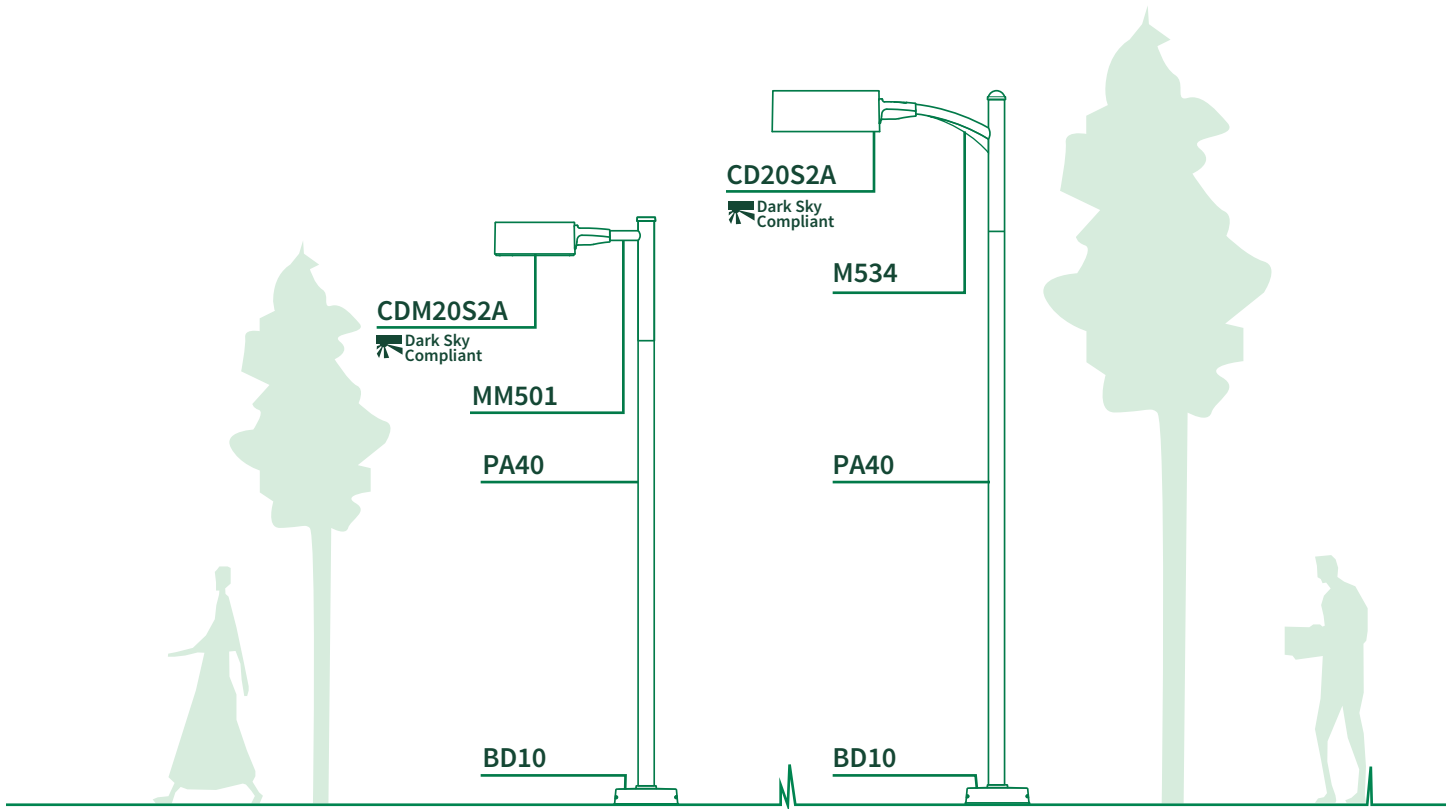 CDM20S2A
Dark Sky
Compliant
MM501
PA40
BD10
CD20S2A
Dark Sky
Compliant
M534
PA40
BD10